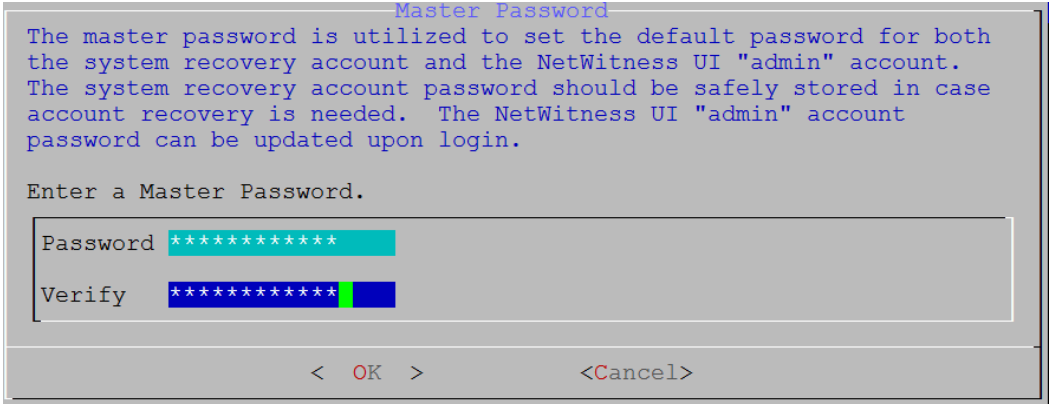 Master Password
The master password is utilized to set the default password for both
the system recovery account and the NetWitness UI "admin" account.
The system recovery account password should be safely stored in case
account recovery is needed.  The NetWitness UI "admin" account
password can be updated upon login.
Enter a Master Password.
Password ************
Verify ************
< OK > <Cancel>